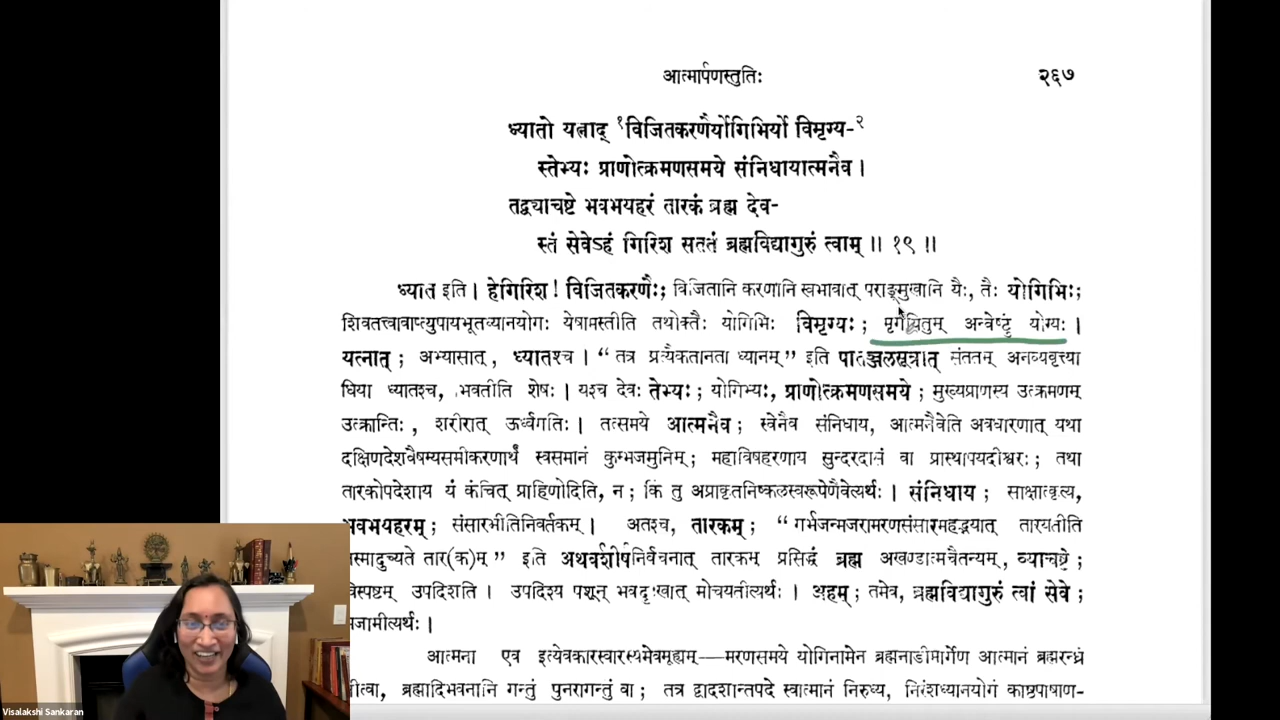 आत्मार्पणस्तुतिः २६७
ध्यातो यत्नाद् १विजितकरणैर्योगिभिर्यो विमृग्य-२
स्तेभ्यः प्राणोत्क्रमणसमये संनिधायात्मनैव ।
तद्व्याचष्टे भवभयहरं तारकं ब्रह्म देव-
स्तं सेवेऽहं गिरिश सततं ब्रह्मविद्यागुरुं त्वाम् ॥ १९ ॥
ध्यात इति । हेगिरिश ! विजितकरणैः; विजितानि करणानि स्वभावात् पराङ्मुखानि यैः, तैः योगिभिः;
शिवतत्त्वावाप्त्युपायभूतध्यानयोगः येषामस्तीति तथोक्तैः योगिभिः विमृग्यः; मृगयितुम् अन्वेष्टुं योग्यः ।
यत्नात् ; अभ्यासात् , ध्यातश्च । “ तत्र प्रत्यैकतानता ध्यानम् ” इति पातञ्जलसूत्रात् संततम् अनव्यवृत्त्या
धिया ध्यातश्च, भवतीति शेषः । यश्च देवः तेभ्यः; योगिभ्यः, प्राणोत्क्रमणसमये ; मुख्यप्राणस्य उत्क्रमणम्
उत्क्रान्तिः , शरीरात् ऊर्ध्वगतिः । तत्समये आत्मनैव ; स्वेनैव संनिधाय, आत्मनैवेति अवधारणात् यथा
दक्षिणदेशवैषम्यसमीकरणार्थं स्वसमानं कुम्भजमुनिम् ; महाविषहरणाय सुन्दरदासं वा प्रास्थापयदीश्वरः ; तथा
तारकोपदेशाय यं कंचित् प्राहिणोदिति, न ; किं तु अप्राकृतनिष्कलस्वरूपेणैवेत्यर्थः । संनिधाय ; साक्षात्कृत्य,
भवभयहरम् ; संसारभीतिनिवर्तकम् । अतश्च, तारकम् ; “ गर्भजन्मजरामरणसंसारमहद्भयात् तारयतीति
स्मादुच्यते तार(क)म् ” इति अथर्वशीर्षनिर्वचनात् तारकम् प्रसिद्धं ब्रह्म अखण्डात्मचैतन्यम्, व्याचष्टे ;
विस्पष्टम् उपदिशति । उपदिश्य पशून् भवदुःखात् मोचयतीत्यर्थः । अहम् ; तमेव, ब्रह्मविद्यागुरुं त्वां सेवे ;
भजामीत्यर्थः ।
आत्मना एव इत्येवकारस्वारस्यमेवमूह्यम्—मरणसमये योगिनामेन ब्रह्मनाडीमार्गेण आत्मानं ब्रह्मरन्ध्रं
नीत्वा, ब्रह्मादिभवनानि गन्तुं पुनरागन्तुं वा ; तत्र द्वादशान्तपदे स्वात्मानं निरुध्य, निरंशध्यानयोगं काष्ठपाषाण-
Visalakshi Sankaran